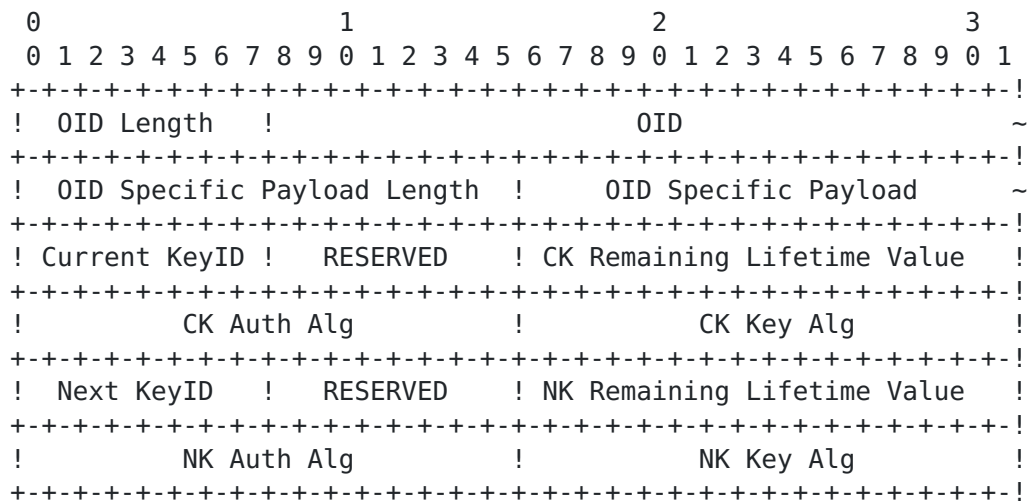 0                   1                   2                   3
 0 1 2 3 4 5 6 7 8 9 0 1 2 3 4 5 6 7 8 9 0 1 2 3 4 5 6 7 8 9 0 1
+-+-+-+-+-+-+-+-+-+-+-+-+-+-+-+-+-+-+-+-+-+-+-+-+-+-+-+-+-+-+-+-!
!  OID Length   !                       OID                     ~
+-+-+-+-+-+-+-+-+-+-+-+-+-+-+-+-+-+-+-+-+-+-+-+-+-+-+-+-+-+-+-+-!
!  OID Specific Payload Length  !     OID Specific Payload      ~
+-+-+-+-+-+-+-+-+-+-+-+-+-+-+-+-+-+-+-+-+-+-+-+-+-+-+-+-+-+-+-+-!
! Current KeyID !   RESERVED    ! CK Remaining Lifetime Value   !
+-+-+-+-+-+-+-+-+-+-+-+-+-+-+-+-+-+-+-+-+-+-+-+-+-+-+-+-+-+-+-+-!
!          CK Auth Alg          !           CK Key Alg          !
+-+-+-+-+-+-+-+-+-+-+-+-+-+-+-+-+-+-+-+-+-+-+-+-+-+-+-+-+-+-+-+-!
!  Next KeyID   !   RESERVED    ! NK Remaining Lifetime Value   !
+-+-+-+-+-+-+-+-+-+-+-+-+-+-+-+-+-+-+-+-+-+-+-+-+-+-+-+-+-+-+-+-!
!          NK Auth Alg          !           NK Key Alg          !
+-+-+-+-+-+-+-+-+-+-+-+-+-+-+-+-+-+-+-+-+-+-+-+-+-+-+-+-+-+-+-+-!